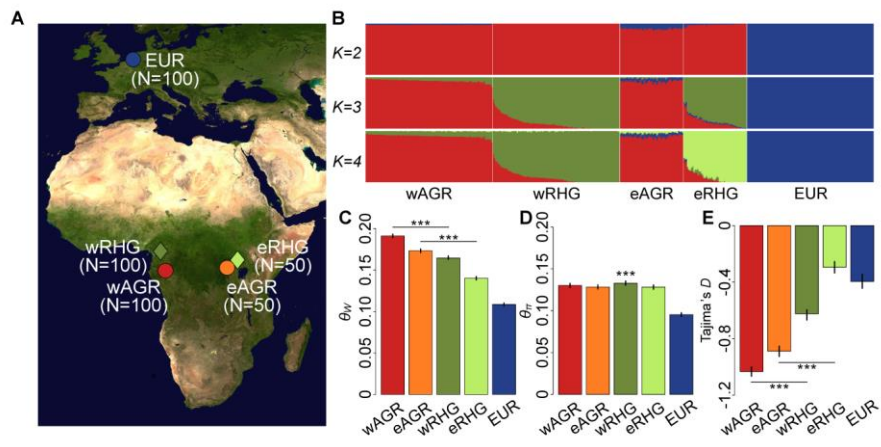 A
EUR
(N=100)
wRHG
(N=100)
wAGR
(N=100)
eRHG
(N=50)
eAGR
(N=50)
B
K=2
K=3
K=4
wAGR
wRHG
eAGR
eRHG
EUR
C
θW
0.20
0.15
0.10
0.05
0
***
***
wAGR
eAGR
wRHG
eRHG
EUR
D
θπ
0.20
0.15
0.10
0.05
0
***
wAGR
eAGR
wRHG
eRHG
EUR
E
Tajima's D
0
-0.4
-0.8
-1.2
***
***
wAGR
eAGR
wRHG
eRHG
EUR